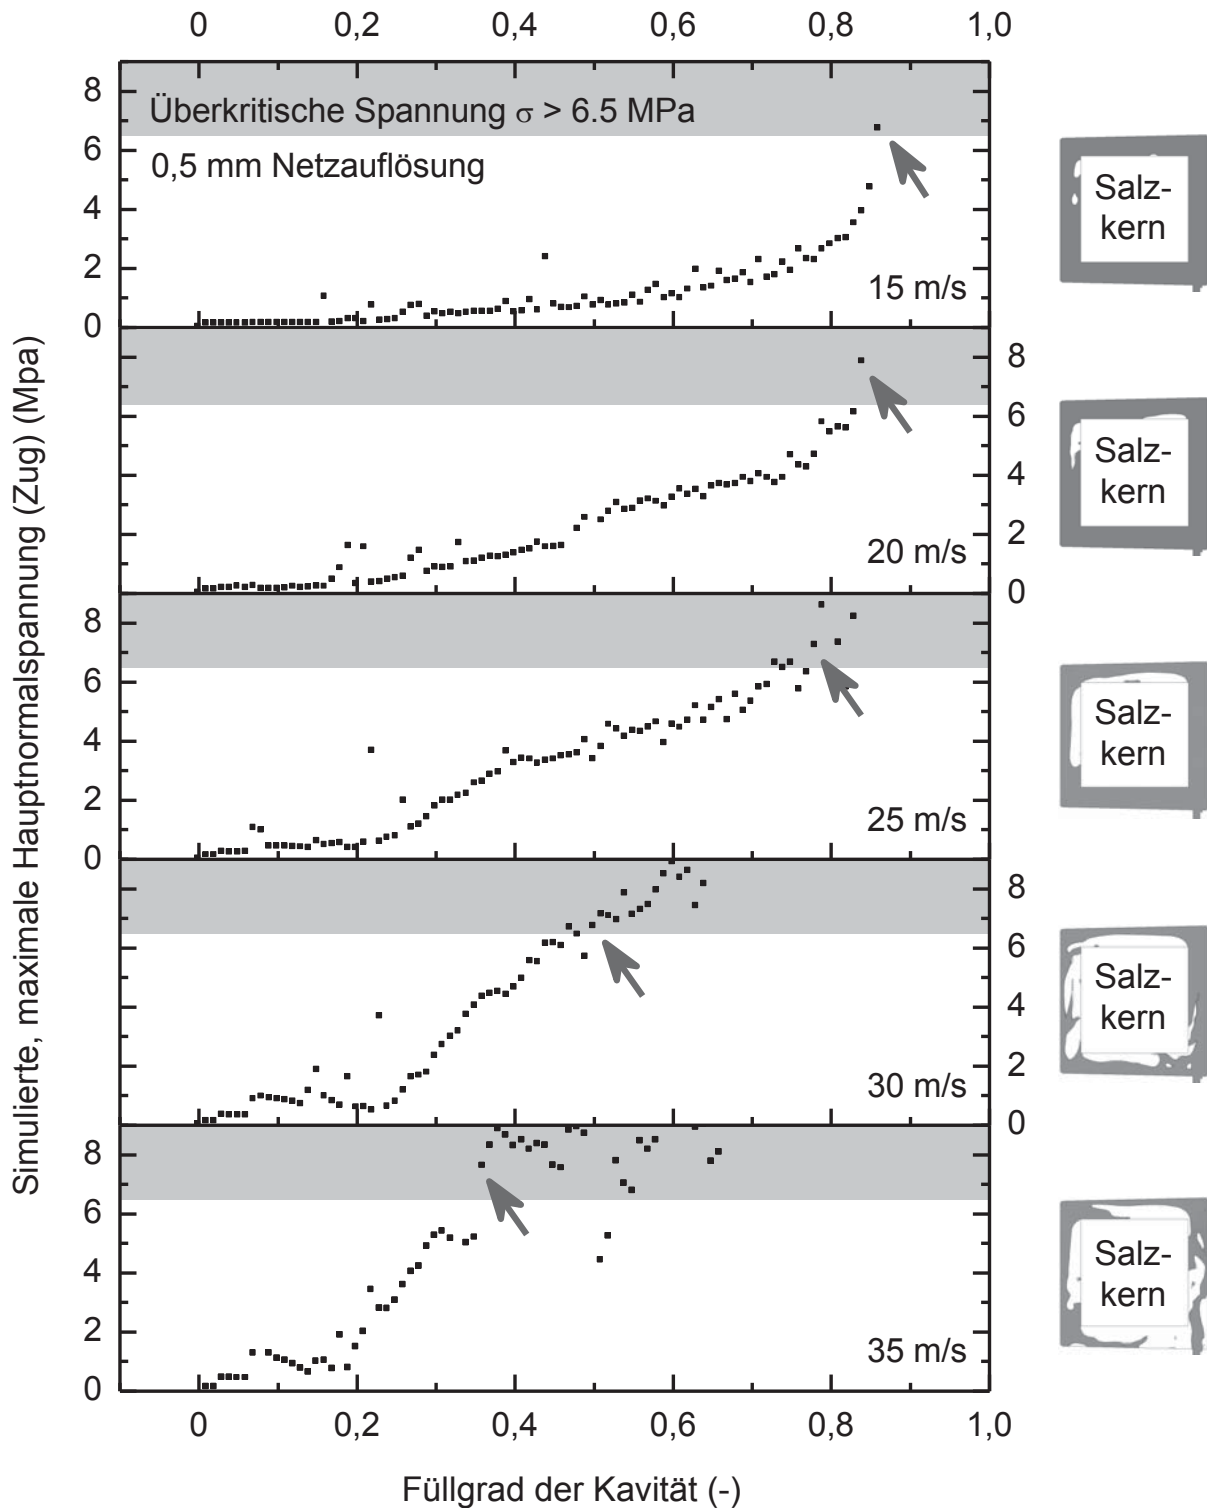 0 0,2 0,4 0,6 0,8 1,0
Simulierte, maximale Hauptnormalspannung (Zug) (Mpa)
8
6
4
2
0
Überkritische Spannung σ > 6.5 MPa
0,5 mm Netzauflösung
15 m/s
Salz-
kern
8
6
4
2
0
20 m/s
Salz-
kern
8
6
4
2
0
25 m/s
Salz-
kern
8
6
4
2
0
30 m/s
Salz-
kern
8
6
4
2
0
35 m/s
Salz-
kern
0 0,2 0,4 0,6 0,8 1,0
Füllgrad der Kavität (-)